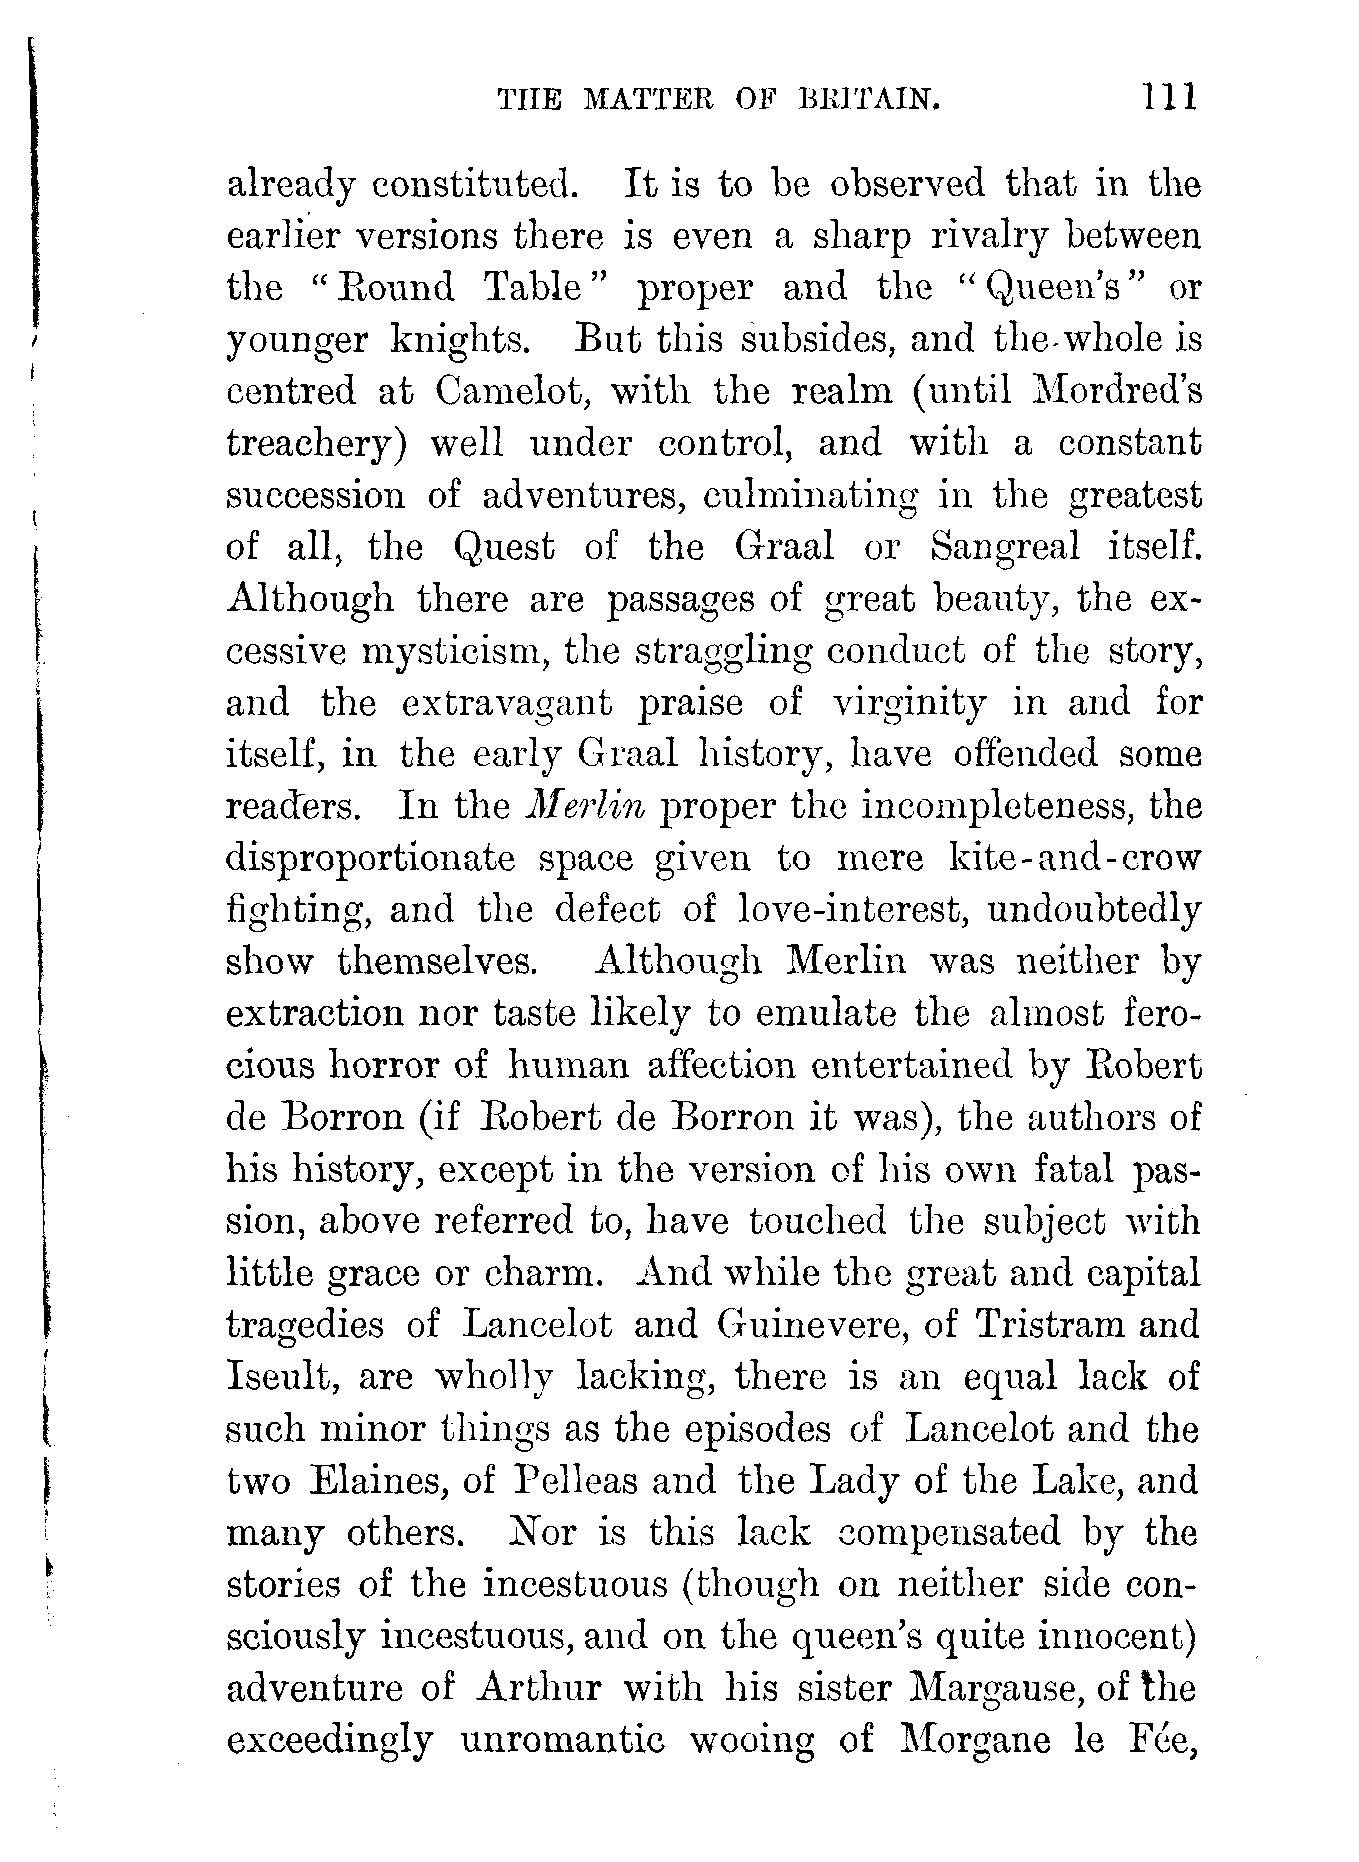 THE MATTER OF BRITAIN. 111
already constituted. It is to be observed that in the
earlier versions there is even a sharp rivalry between
the “Round Table” proper and the “Queen's” or
younger knights. But this subsides, and the whole is
centred at Camelot, with the realm (until Mordred's
treachery) well under control, and with a constant
succession of adventures, culminating in the greatest
of all, the Quest of the Graal or Sangreal itself.
Although there are passages of great beauty, the ex-
cessive mysticism, the straggling conduct of the story,
and the extravagant praise of virginity in and for
itself, in the early Graal history, have offended some
readers. In the Merlin proper the incompleteness, the
disproportionate space given to mere kite-and-crow
fighting, and the defect of love-interest, undoubtedly
show themselves. Although Merlin was neither by
extraction nor taste likely to emulate the almost fero-
cious horror of human affection entertained by Robert
de Borron (if Robert de Borron it was), the authors of
his history, except in the version of his own fatal pas-
sion, above referred to, have touched the subject with
little grace or charm. And while the great and capital
tragedies of Lancelot and Guinevere, of Tristram and
Iseult, are wholly lacking, there is an equal lack of
such minor things as the episodes of Lancelot and the
two Elaines, of Pelleas and the Lady of the Lake, and
many others. Nor is this lack compensated by the
stories of the incestuous (though on neither side con-
sciously incestuous, and on the queen's quite innocent)
adventure of Arthur with his sister Margause, of the
exceedingly unromantic wooing of Morgane le Fée,